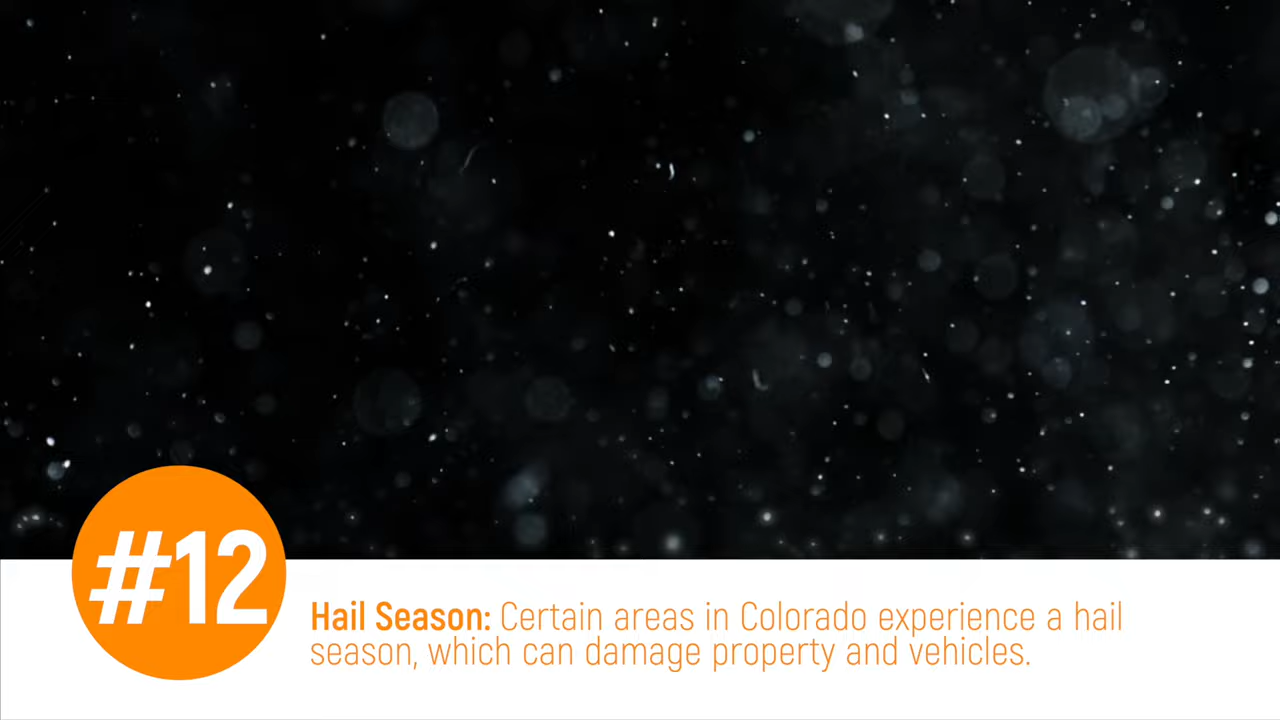 #12
Hail Season: Certain areas in Colorado experience a hail
season, which can damage property and vehicles.